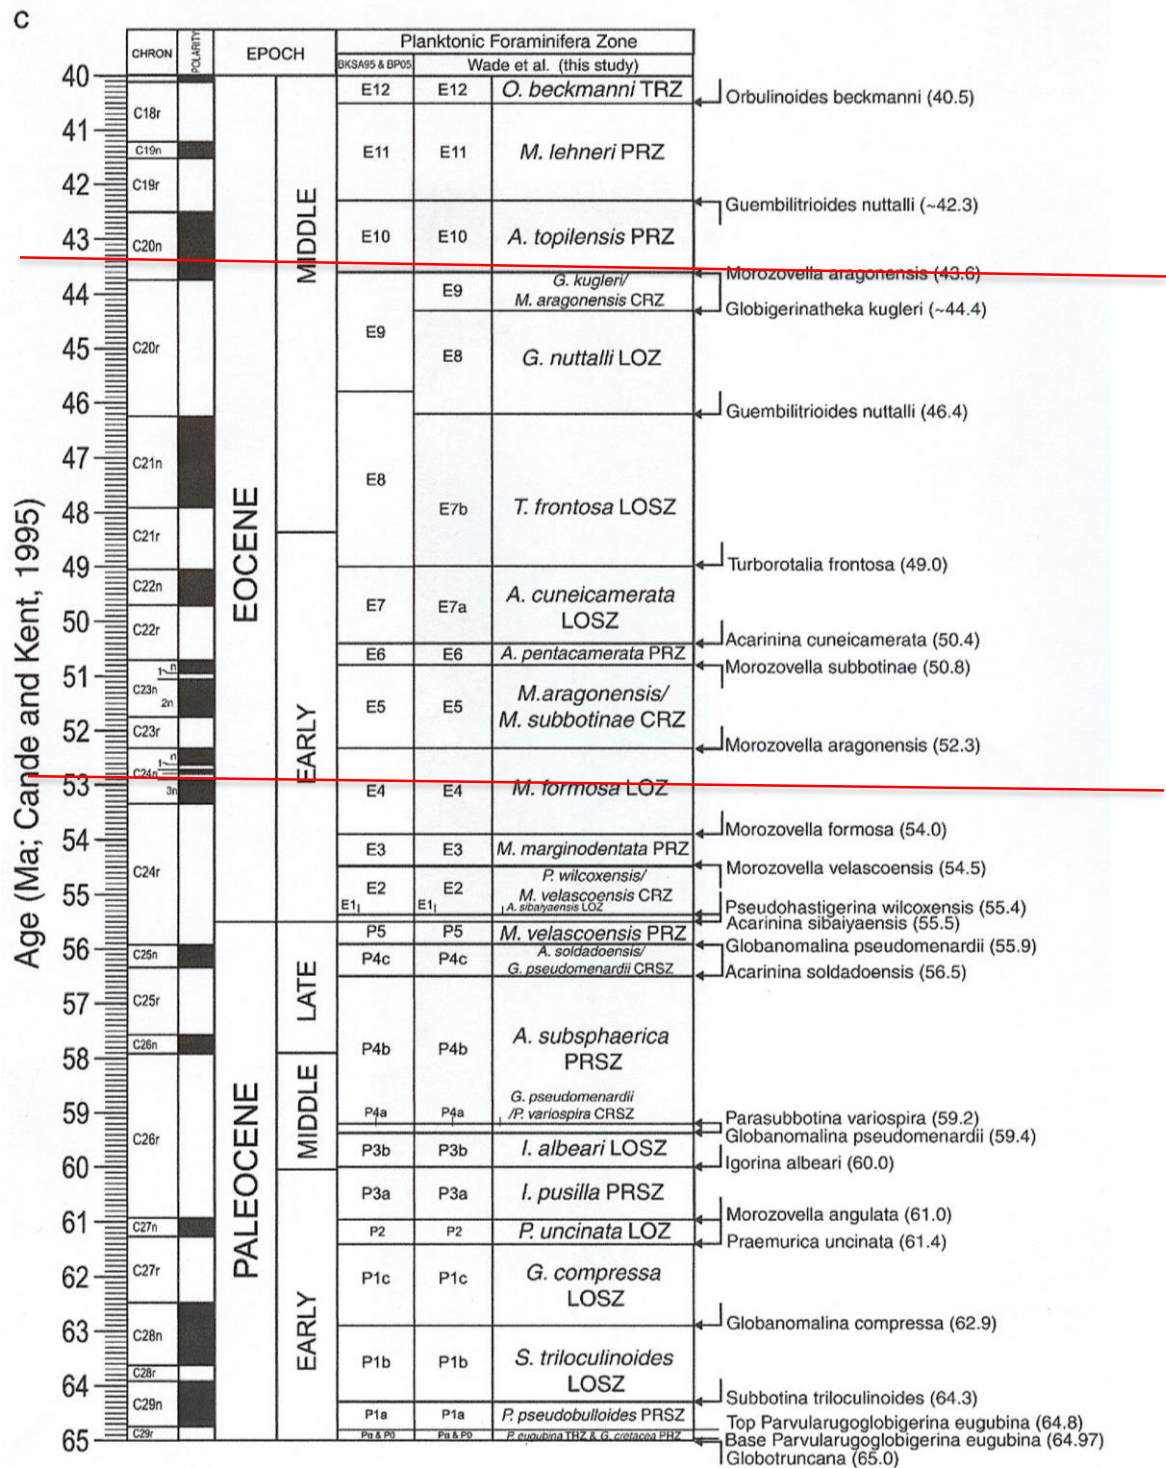 C
CHRON
POLARITY
EPOCH
Planktonic Foraminifera Zone
BKSA95 & BP05
Wade et al. (this study)
Age (Ma; Cande and Kent, 1995)
40
41
42
43
44
45
46
47
48
49
50
51
52
53
54
55
56
57
58
59
60
61
62
63
64
65
C18r
C19n
C19r
C20n
C20r
C21n
C21r
C22n
C22r
1 n
C23n
2n
C23r
1 n
C24n
3n
C24r
C25n
C25r
C26n
C26r
C27n
C27r
C28n
C28r
C29n
C29r
EOCENE
PALEOCENE
MIDDLE
EARLY
LATE
MIDDLE
EARLY
E12 E12 O. beckmanni TRZ
E11 E11 M. lehneri PRZ
E10 E10 A. topilensis PRZ
E9 G. kugleri/
M. aragonensis CRZ
E9
E8 G. nuttalli LOZ
E8
E7b T. frontosa LOSZ
E7 E7a A. cuneicamerata
LOSZ
E6 E6 A. pentacamerata PRZ
E5 E5 M.aragonensis/
M. subbotinae CRZ
E4 E4 M. formosa LOZ
E3 E3 M. marginodentata PRZ
E2 E2 P. wilcoxensis/
M. velascoensis CRZ
E1 E1 A. sibaiyaensis LOZ
P5 P5 M. velascoensis PRZ
P4c P4c A. soldadoensis/
G. pseudomenardii CRSZ
P4b P4b A. subsphaerica
PRSZ
P4a P4a G. pseudomenardii
/P. variospira CRSZ
P3b P3b I. albeari LOSZ
P3a P3a I. pusilla PRSZ
P2 P2 P. uncinata LOZ
P1c P1c G. compressa
LOSZ
P1b P1b S. triloculinoides
LOSZ
P1a P1a P. pseudobulloides PRSZ
Pα & P0 Pα & P0 P. eugubina TRZ & G. cretacea PRZ
Orbulinoides beckmanni (40.5)
Guembilitrioides nuttalli (~42.3)
Morozovella aragonensis (43.6)
Globigerinatheka kugleri (~44.4)
Guembilitrioides nuttalli (46.4)
Turborotalia frontosa (49.0)
Acarinina cuneicamerata (50.4)
Morozovella subbotinae (50.8)
Morozovella aragonensis (52.3)
Morozovella formosa (54.0)
Morozovella velascoensis (54.5)
Pseudohastigerina wilcoxensis (55.4)
Acarinina sibaiyaensis (55.5)
Globanomalina pseudomenardii (55.9)
Acarinina soldadoensis (56.5)
Parasubbotina variospira (59.2)
Globanomalina pseudomenardii (59.4)
Igorina albeari (60.0)
Morozovella angulata (61.0)
Praemurica uncinata (61.4)
Globanomalina compressa (62.9)
Subbotina triloculinoides (64.3)
Top Parvularugoglobigerina eugubina (64.8)
Base Parvularugoglobigerina eugubina (64.97)
Globotruncana (65.0)